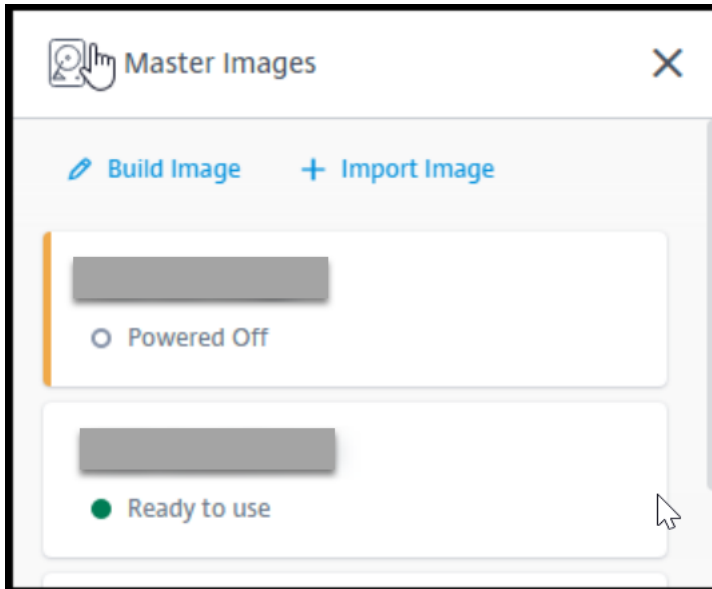 Master Images
Build Image
Import Image
Powered Off
Ready to use